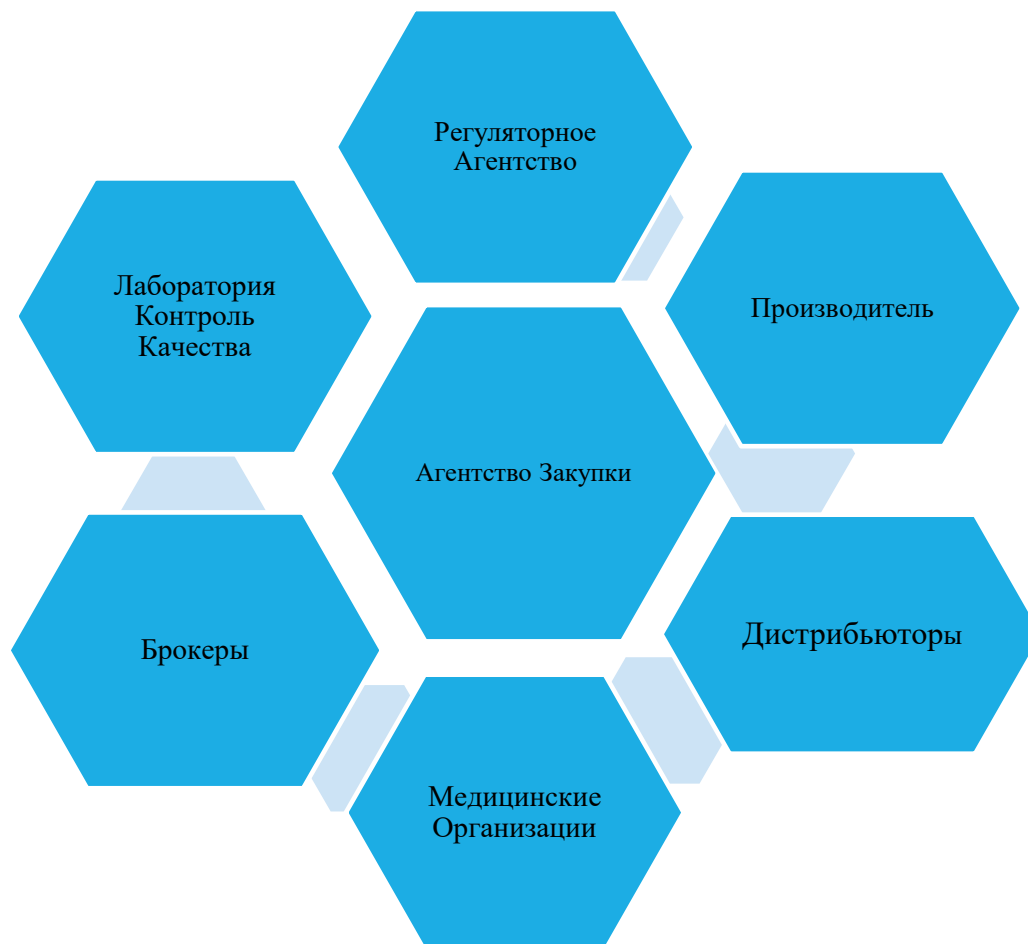 Регуляторное
Агентство
Лаборатория
Контроль
Качества
Производитель
Агентство Закупки
Брокеры
Дистрибьюторы
Медицинские
Организации